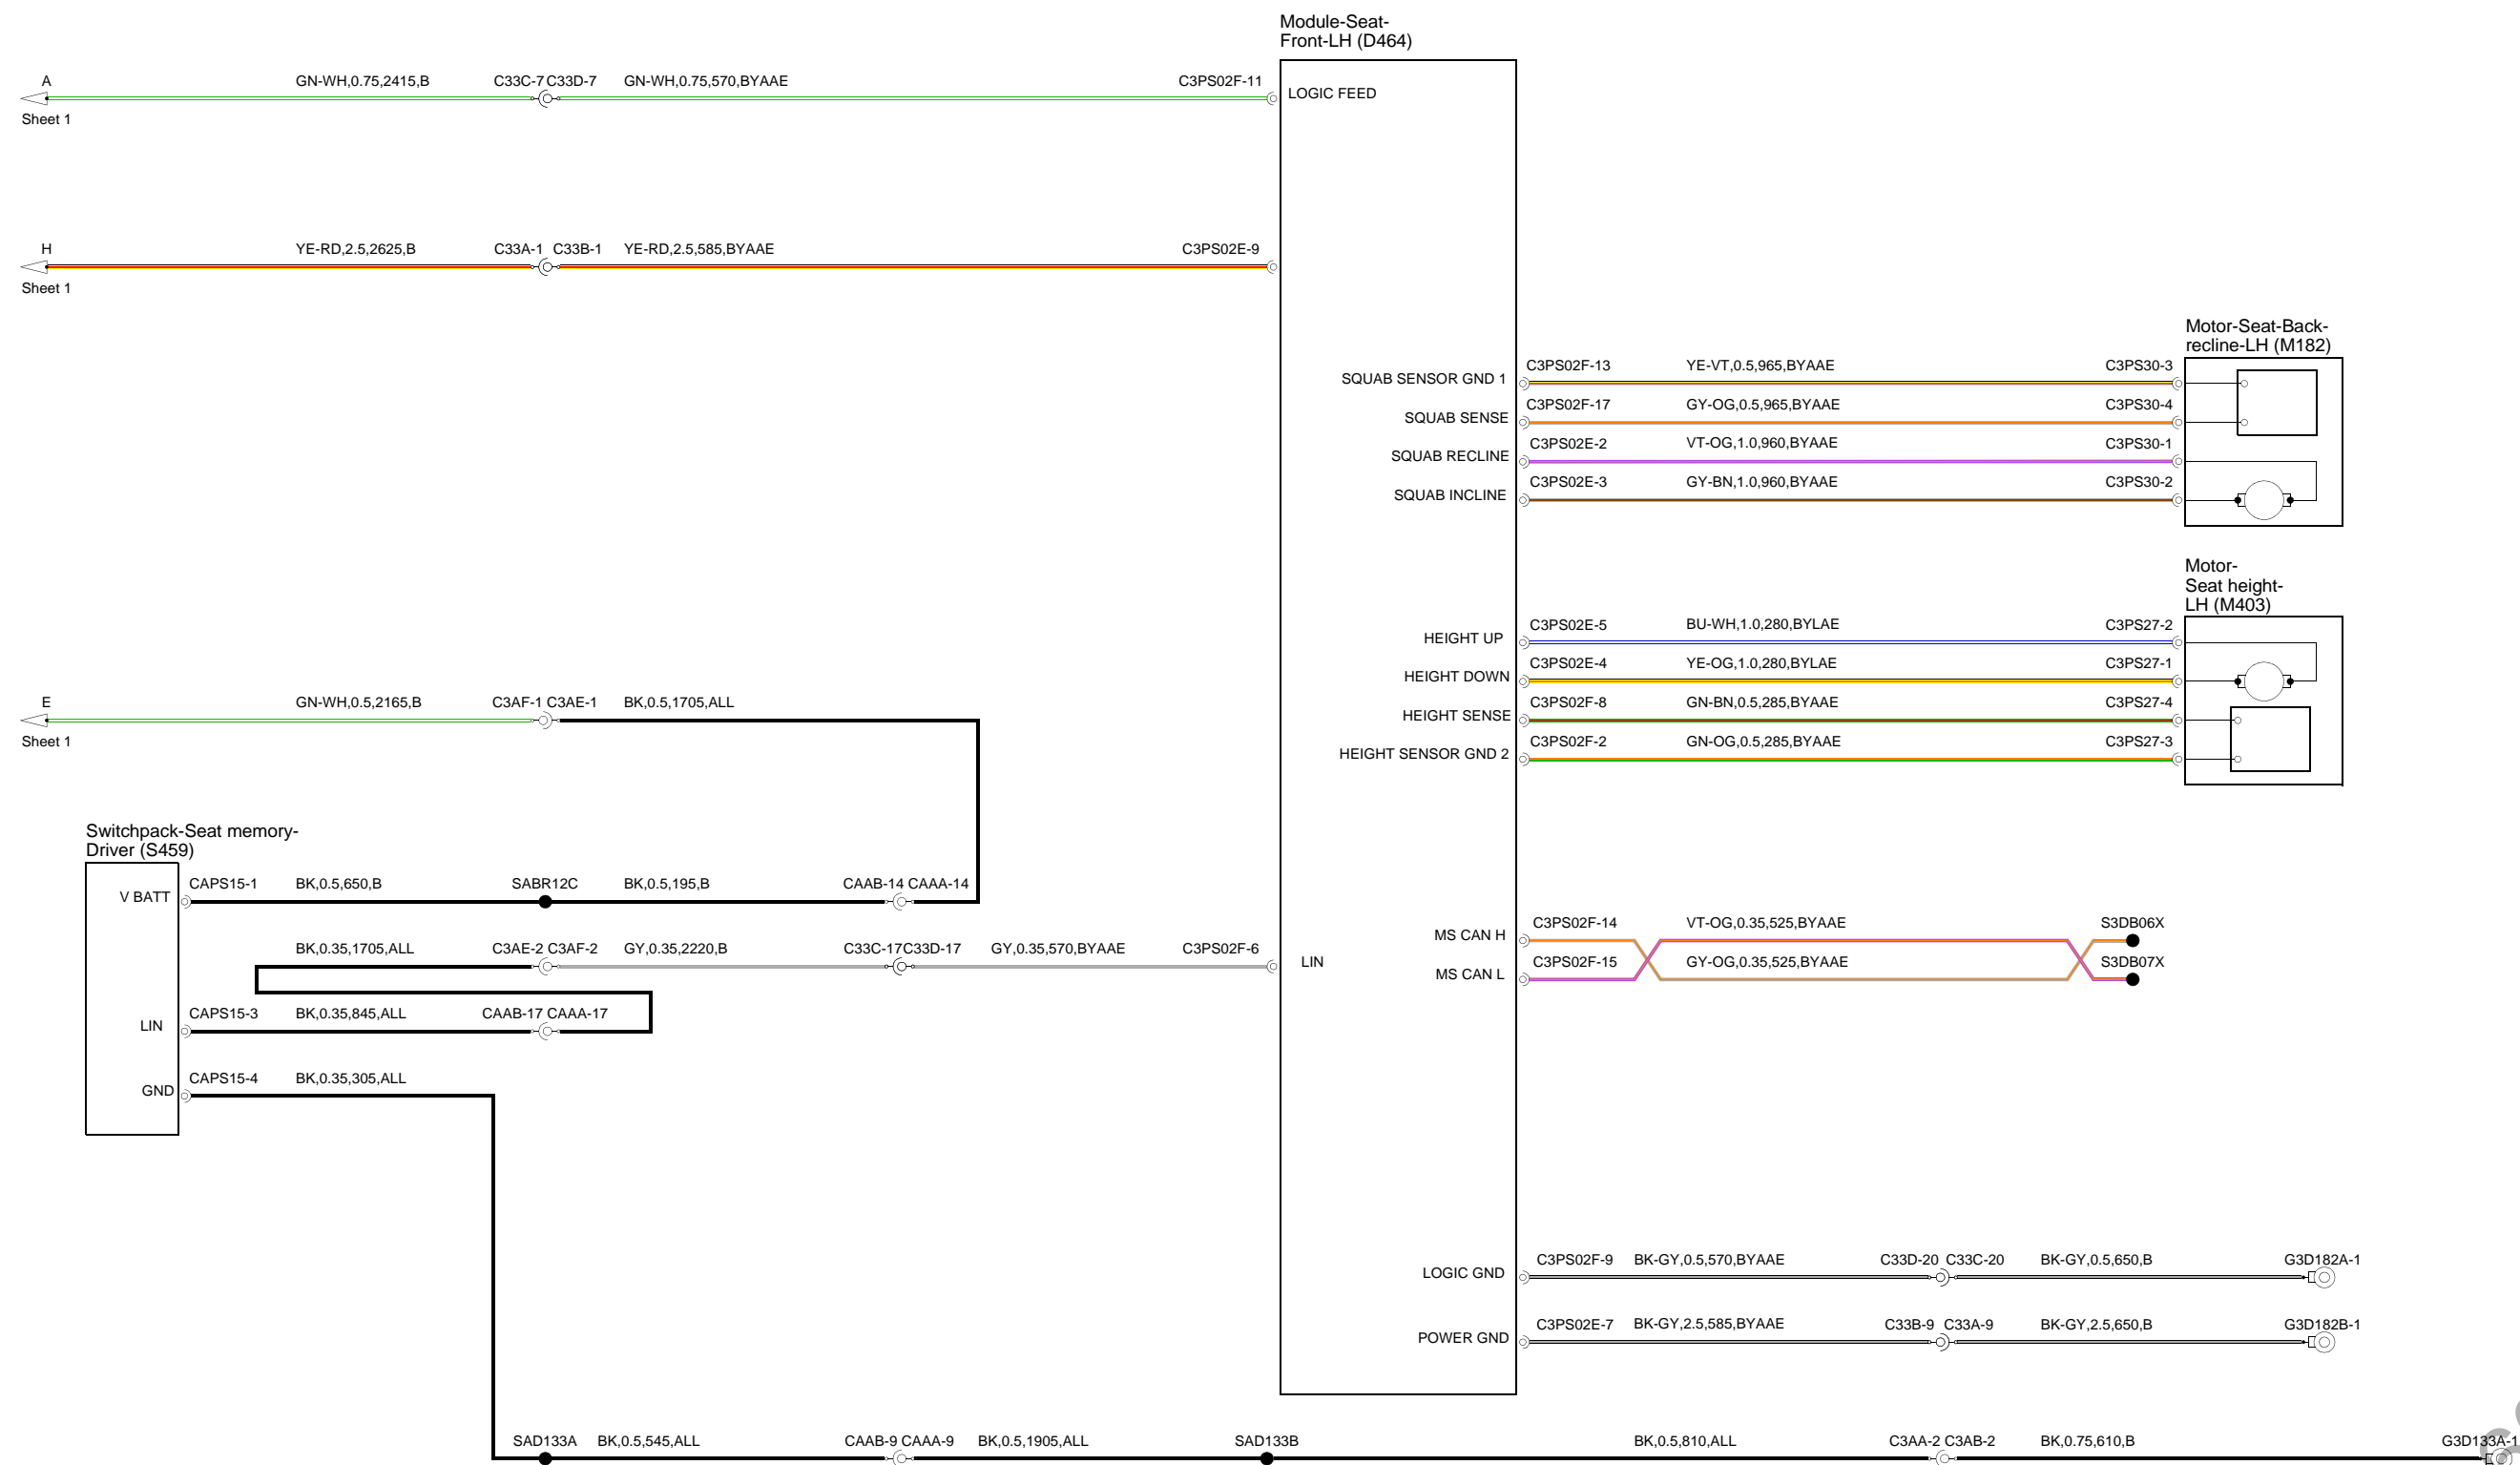 Module-Seat-
Front-LH (D464)
A
GN-WH,0.75,2415,B
C33C-7 C33D-7
GN-WH,0.75,570,BYAAE
C3PS02F-11
LOGIC FEED
Sheet 1
H
YE-RD,2.5,2625,B
C33A-1 C33B-1
YE-RD,2.5,585,BYAAE
C3PS02E-9
Sheet 1
Motor-Seat-Back-
recline-LH (M182)
SQUAB SENSOR GND 1
C3PS02F-13
YE-VT,0.5,965,BYAAE
C3PS30-3
SQUAB SENSE
C3PS02F-17
GY-OG,0.5,965,BYAAE
C3PS30-4
SQUAB RECLINE
C3PS02E-2
VT-OG,1.0,960,BYAAE
C3PS30-1
SQUAB INCLINE
C3PS02E-3
GY-BN,1.0,960,BYAAE
C3PS30-2
Motor-
Seat height-
LH (M403)
HEIGHT UP
C3PS02E-5
BU-WH,1.0,280,BYLAE
C3PS27-2
HEIGHT DOWN
C3PS02E-4
YE-OG,1.0,280,BYLAE
C3PS27-1
HEIGHT SENSE
C3PS02F-8
GN-BN,0.5,285,BYAAE
C3PS27-4
HEIGHT SENSOR GND 2
C3PS02F-2
GN-OG,0.5,285,BYAAE
C3PS27-3
E
GN-WH,0.5,2165,B
C3AF-1 C3AE-1
BK,0.5,1705,ALL
Sheet 1
Switchpack-Seat memory-
Driver (S459)
V BATT
CAPS15-1
BK,0.5,650,B
SABR12C
BK,0.5,195,B
CAAB-14 CAAA-14
BK,0.35,1705,ALL
C3AE-2 C3AF-2
GY,0.35,2220,B
C33C-17 C33D-17
GY,0.35,570,BYAAE
C3PS02F-6
LIN
LIN
CAPS15-3
BK,0.35,845,ALL
CAAB-17 CAAA-17
GND
CAPS15-4
BK,0.35,305,ALL
MS CAN H
C3PS02F-14
VT-OG,0.35,525,BYAAE
S3DB06X
MS CAN L
C3PS02F-15
GY-OG,0.35,525,BYAAE
S3DB07X
LOGIC GND
C3PS02F-9
BK-GY,0.5,570,BYAAE
C33D-20 C33C-20
BK-GY,0.5,650,B
G3D182A-1
POWER GND
C3PS02E-7
BK-GY,2.5,585,BYAAE
C33B-9 C33A-9
BK-GY,2.5,650,B
G3D182B-1
SAD133A
BK,0.5,545,ALL
CAAB-9 CAAA-9
BK,0.5,1905,ALL
SAD133B
BK,0.5,810,ALL
C3AA-2 C3AB-2
BK,0.75,610,B
G3D133A-1